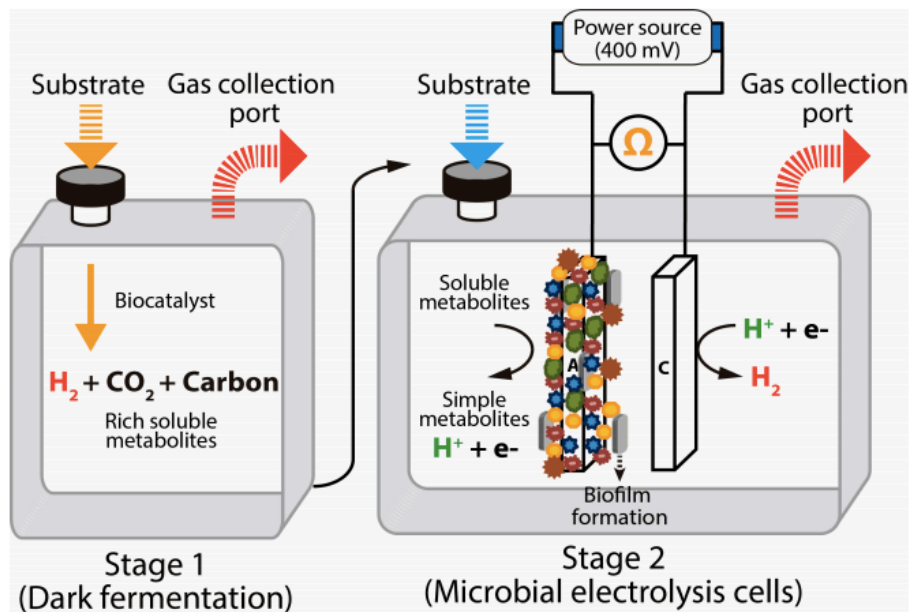 Substrate
Gas collection
port
Biocatalyst
H₂ + CO₂ + Carbon
Rich soluble
metabolites
Stage 1
(Dark fermentation)
Power source
(400 mV)
Ω
Substrate
Gas collection
port
Soluble
metabolites
Simple
metabolites
H⁺ + e-
A
C
H⁺ + e-
H₂
Biofilm
formation
Stage 2
(Microbial electrolysis cells)